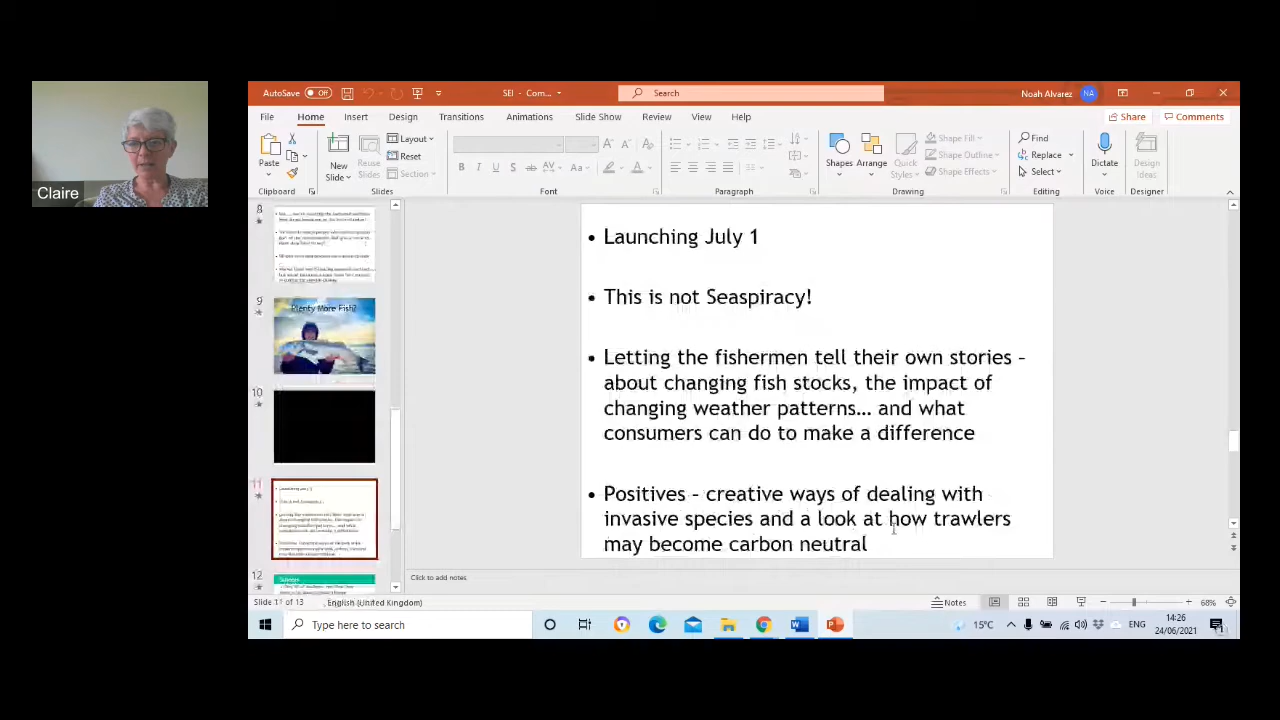 AutoSave Off SEI - Com... Search Noah Alvarez NA
File Home Insert Design Transitions Animations Slide Show Review View Help Share Comments
Paste New Slide Reuse Slides Layout Reset Section Shapes Arrange Quick Styles Shape Fill Shape Outline Shape Effects Find Replace Select Dictate Design Ideas
Clipboard Slides Font Paragraph Drawing Editing Voice Designer
Claire
8
9
Plenty More Fish?
10
11
12
• Launching July 1
• This is not Seaspiracy!
• Letting the fishermen tell their own stories –
about changing fish stocks, the impact of
changing weather patterns… and what
consumers can do to make a difference
• Positives – creaive ways of dealing with
invasive species and a look at how trawlers
may become carbon neutral
Click to add notes
Slide 11 of 13 English (United Kingdom) Notes 68%
Type here to search 15°C ENG 14:26
24/06/2021